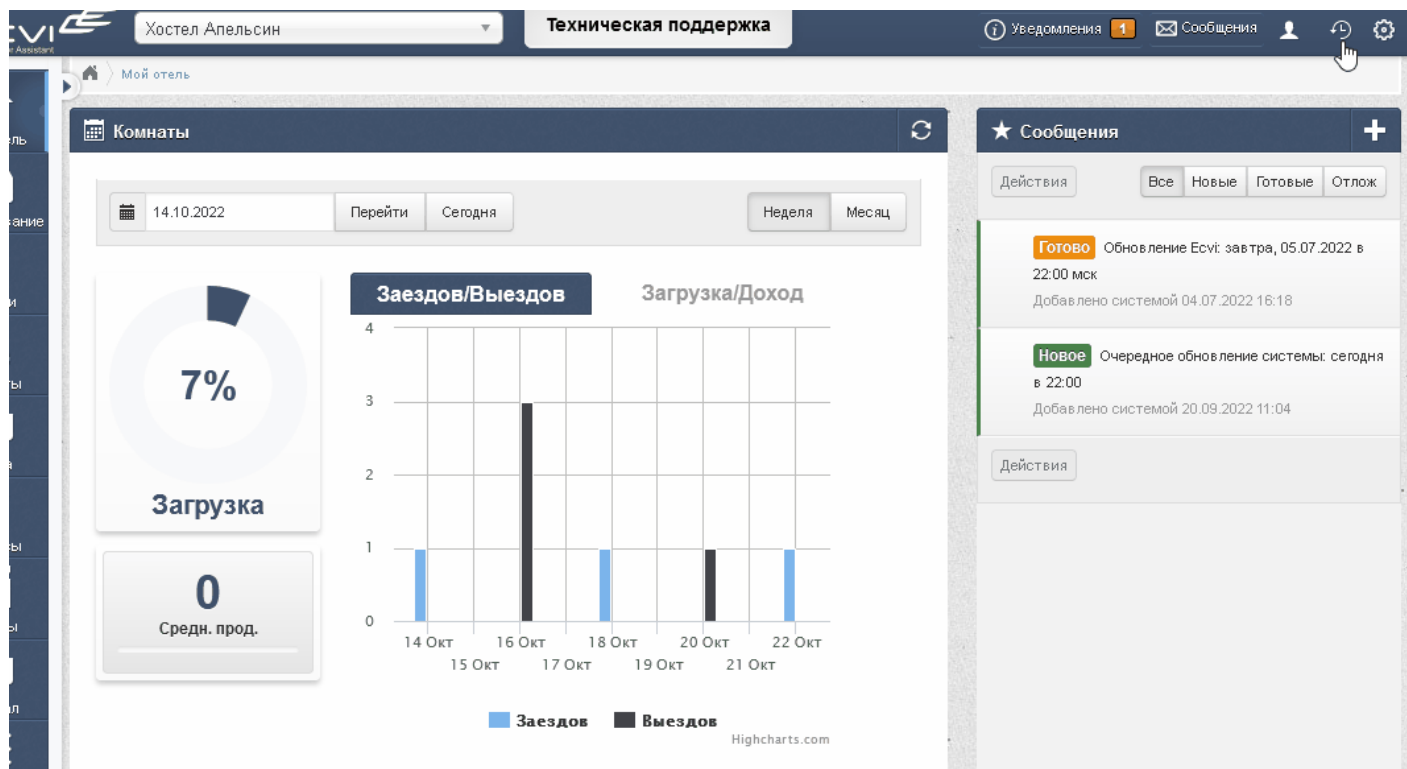 Хостел Апельсин
Техническая поддержка
Уведомления 1
Сообщения
Мой отель
Комнаты
14.10.2022
Перейти
Сегодня
Неделя
Месяц
7%
Загрузка
0
Средн. прод.
Заездов/Выездов
Загрузка/Доход
4
3
2
1
0
14 Окт
15 Окт
16 Окт
17 Окт
18 Окт
19 Окт
20 Окт
21 Окт
22 Окт
Заездов
Выездов
Highcharts.com
Сообщения
Действия
Все
Новые
Готовые
Отлож
Готово Обновление Ecvi: завтра, 05.07.2022 в
22:00 мск
Добавлено системой 04.07.2022 16:18
Новое Очередное обновление системы: сегодня
в 22:00
Добавлено системой 20.09.2022 11:04
Действия